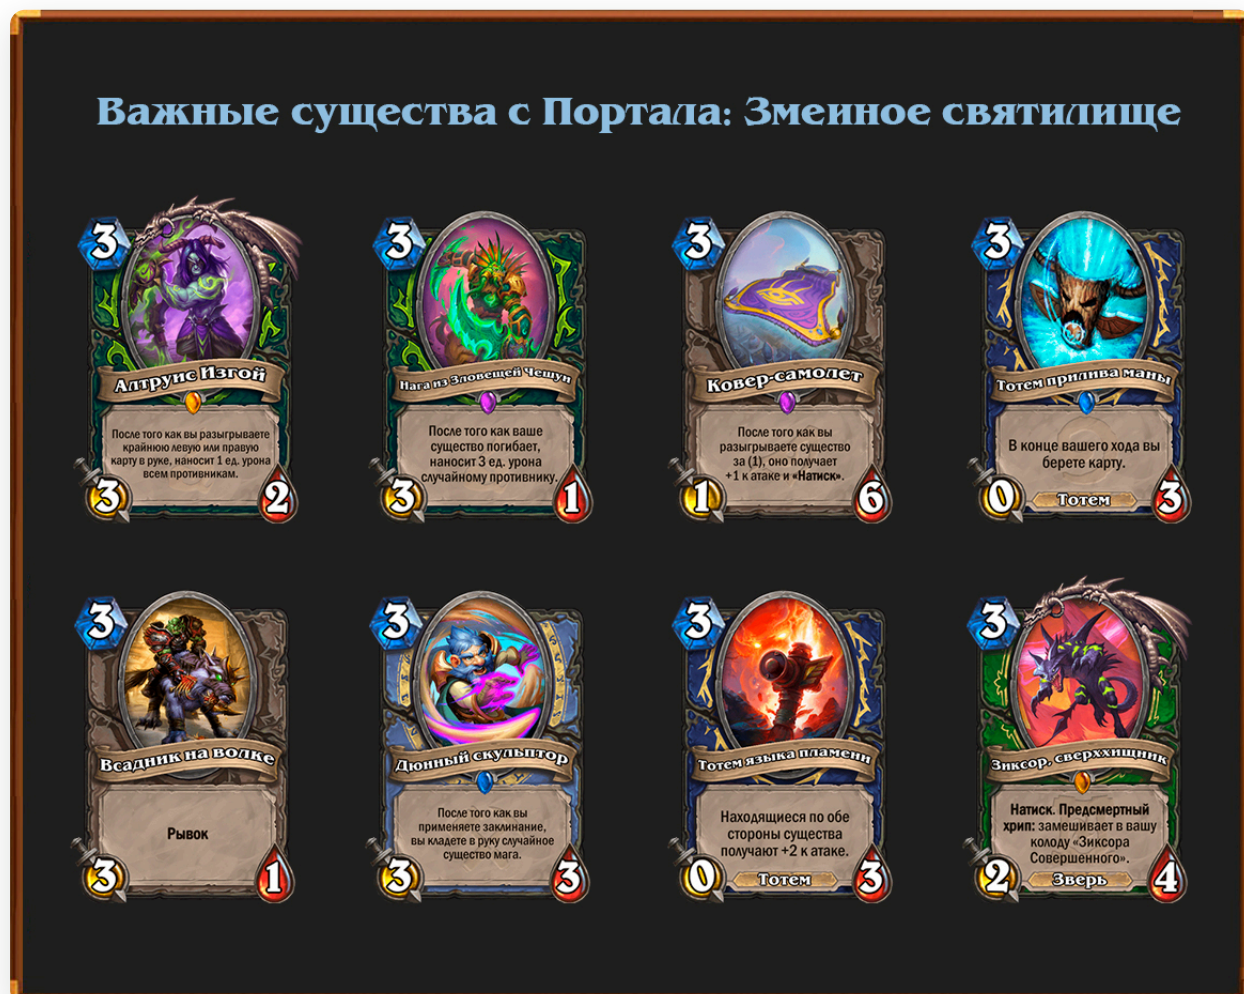 Важные существа с Портала: Змеиное святилище
3
Алтруис Изгой
После того как вы разыгрываете
крайнюю левую или правую
карту в руке, наносит 1 ед. урона
всем противникам.
3
2
3
Нага из Зловещей Чешуи
После того как ваше
существо погибает,
наносит 3 ед. урона
случайному противнику.
3
1
3
Ковер-самолет
После того как вы
разыгрываете существо
за (1), оно получает
+1 к атаке и «Натиск».
1
6
3
Тотем прилива маны
В конце вашего хода вы
берете карту.
0
Тотем
3
3
Всадник на волке
Рывок
3
1
3
Дюнный скульптор
После того как вы
применяете заклинание,
вы кладете в руку случайное
существо мага.
3
3
3
Тотем языка пламени
Находящиеся по обе
стороны существа
получают +2 к атаке.
0
Тотем
3
3
Зиксор, сверххищник
Натиск. Предсмертный
хрип: замешивает в вашу
колоду «Зиксора
Совершенного».
2
Зверь
4